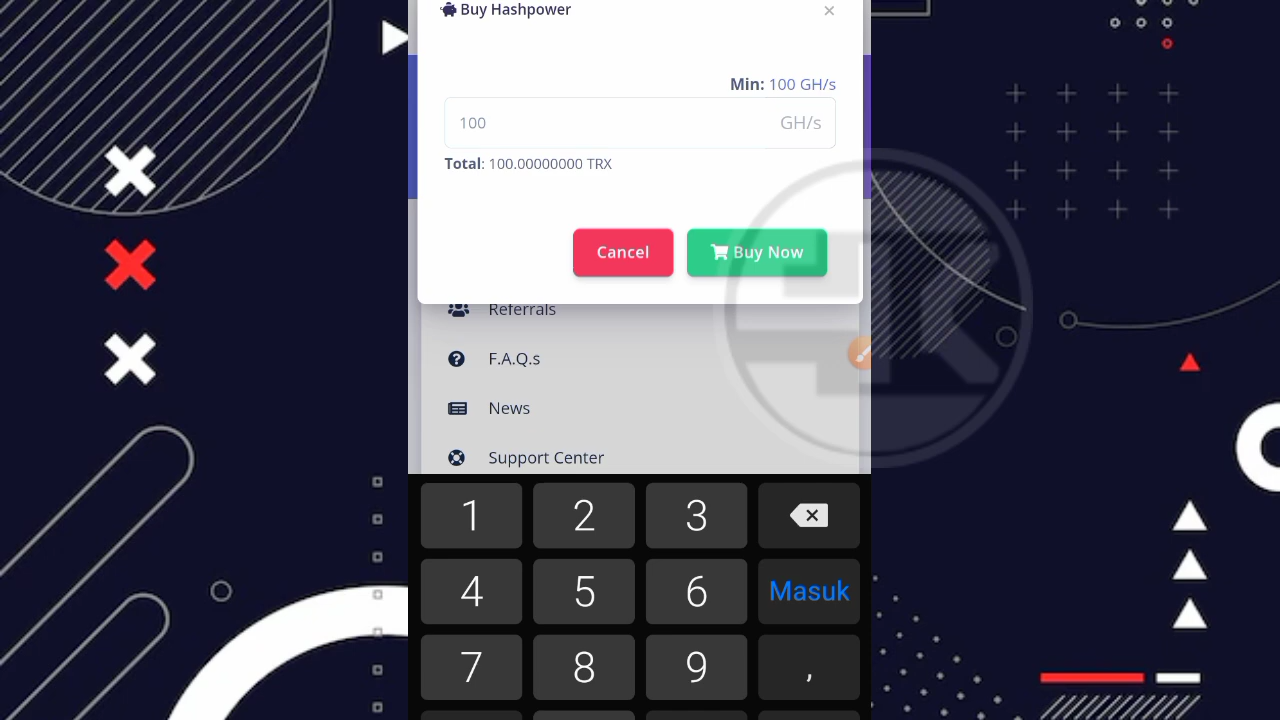 Buy Hashpower ×
Min: 100 GH/s
100 GH/s
Total: 100.00000000 TRX
Cancel Buy Now
Referrals
F.A.Q.s
News
Support Center
1 2 3
4 5 6 Masuk
7 8 9 ,